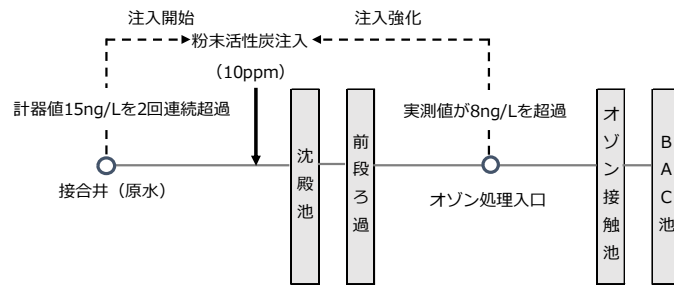 注入開始
注入強化
粉末活性炭注入
（10ppm）
計器値15ng/Lを2回連続超過
実測値が8ng/Lを超過
接合井（原水）
沈殿池
前段ろ過
オゾン処理入口
オゾン接触池
BAC池